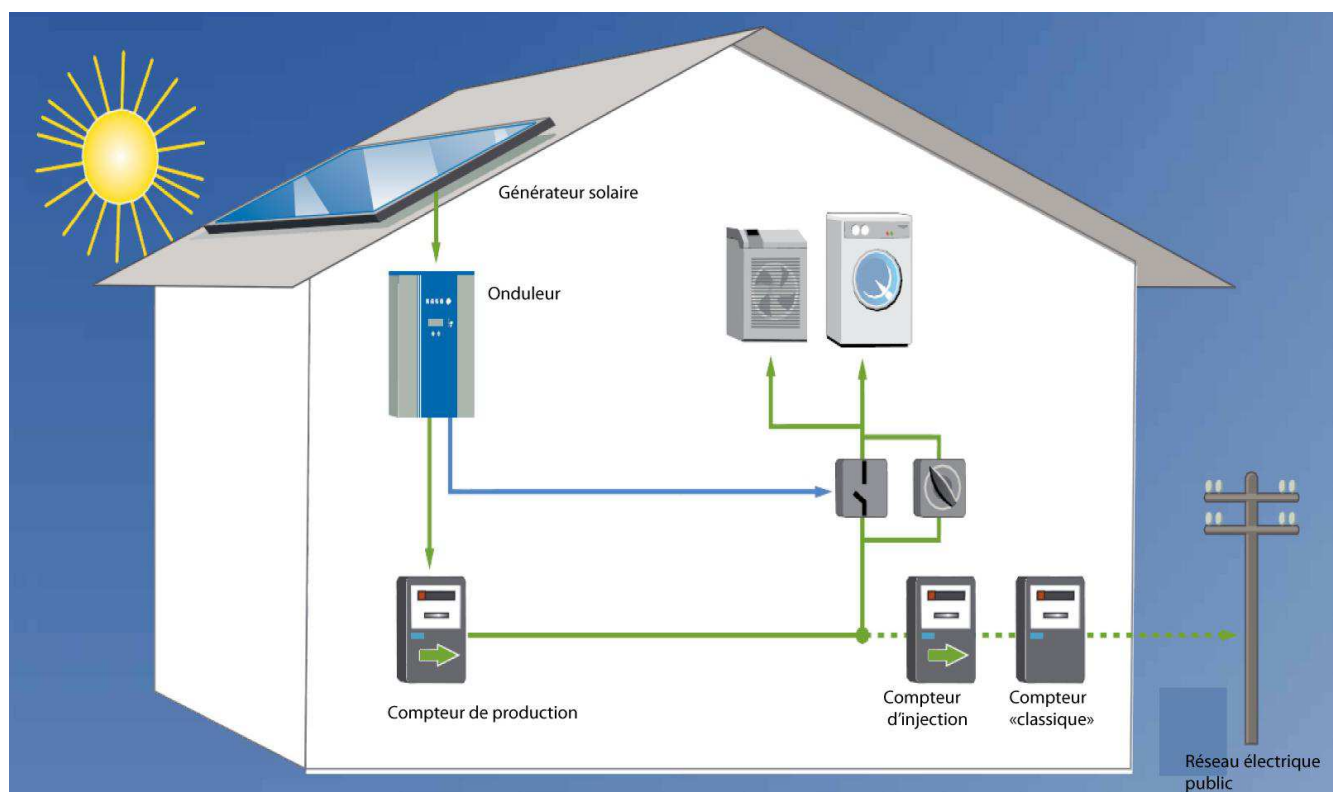 Générateur solaire
Onduleur
Compteur de production
Compteur
d'injection
Compteur
«classique»
Réseau électrique
public